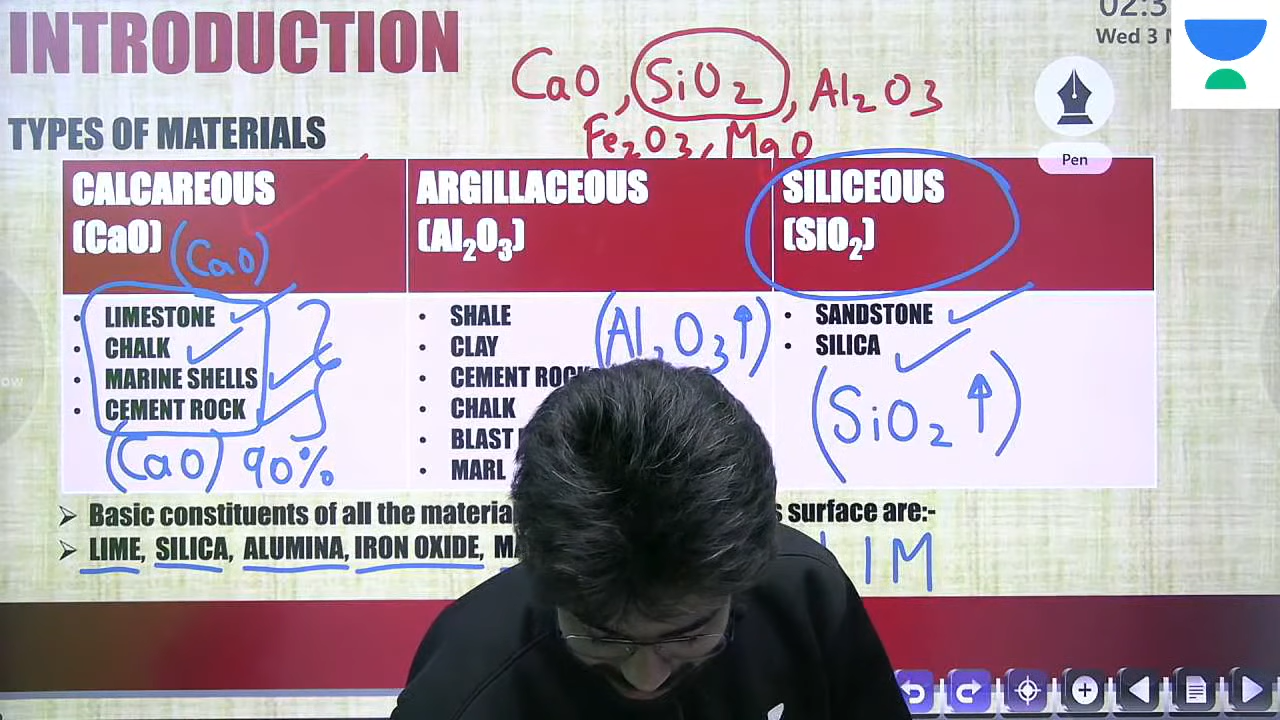 INTRODUCTION
02:3
Wed 3
CaO, SiO2, Al2O3
Fe2O3, MgO
Pen
TYPES OF MATERIALS
CALCAREOUS
(CaO) (CaO)
ARGILLACEOUS
(Al2O3)
SILICEOUS
(SIO2)
• LIMESTONE
• CHALK
• MARINE SHELLS
• CEMENT ROCK
(CaO) 90%
• SHALE
• CLAY
• CEMENT ROCK
• CHALK
• BLAST
• MARL
(Al2O3↑)
• SANDSTONE
• SILICA
(SiO2↑)
➢ Basic constituents of all the materia surface are:-
➢ LIME, SILICA, ALUMINA, IRON OXIDE,
IM